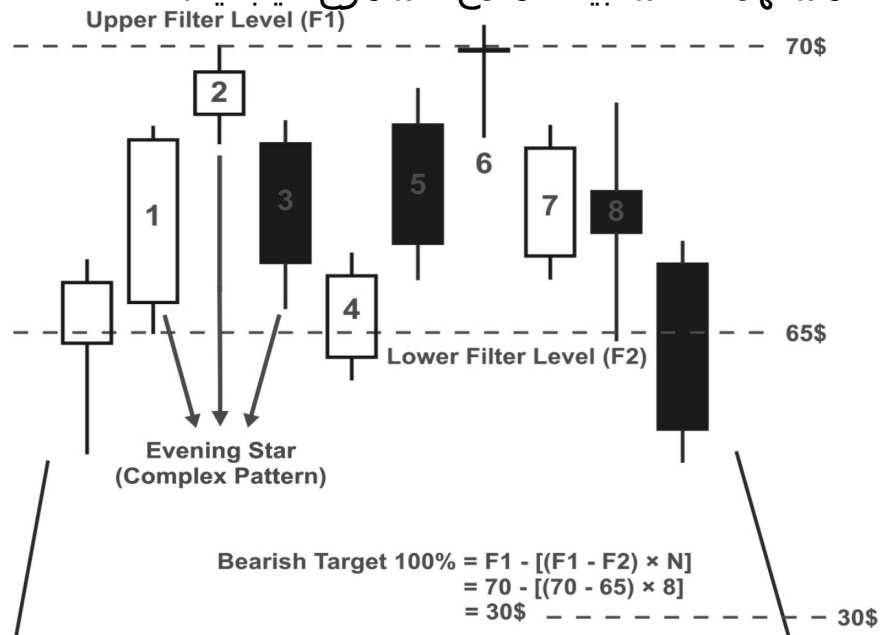 Upper Filter Level (F1)
70$
2
1
3
5
6
7
8
4
65$
Lower Filter Level (F2)
Evening Star
(Complex Pattern)
Bearish Target 100% = F1 - [(F1 - F2) × N]
= 70 - [(70 - 65) × 8]
= 30$
30$